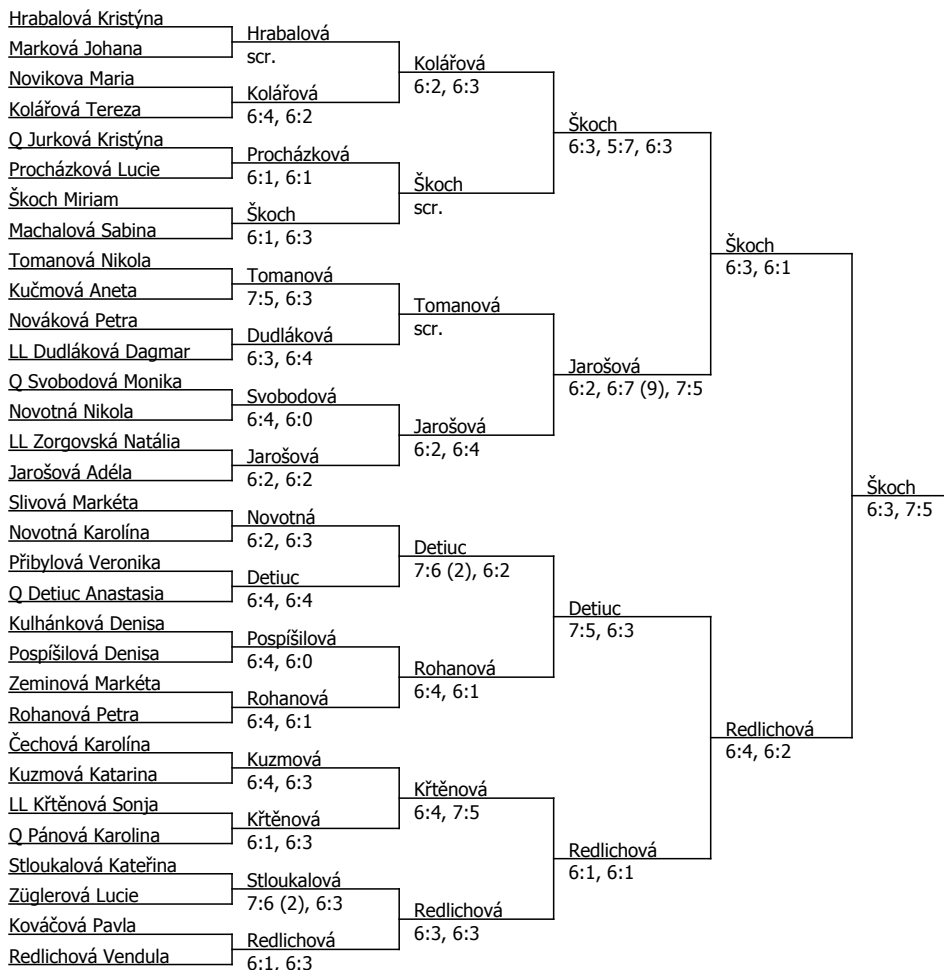 Hrabalová Kristýna
Marková Johana
Novikova Maria
Kolářová Tereza
Q Jurková Kristýna
Procházková Lucie
Škoch Miriam
Machalová Sabina
Tomanová Nikola
Kučmová Aneta
Nováková Petra
LL Dudláková Dagmar
Q Svobodová Monika
Novotná Nikola
LL Zorgovská Natália
Jarošová Adéla
Slivová Markéta
Novotná Karolína
Přibylová Veronika
Q Detiuc Anastasia
Kulhánková Denisa
Pospíšilová Denisa
Zeminová Markéta
Rohanová Petra
Čechová Karolína
Kuzmová Katarina
LL Křtěnová Sonja
Q Pánová Karolina
Stloukalová Kateřina
Züglerová Lucie
Kováčová Pavla
Redlichová Vendula
Hrabalová
scr.
Kolářová
6:4, 6:2
Procházková
6:1, 6:1
Škoch
6:1, 6:3
Tomanová
7:5, 6:3
Dudláková
6:3, 6:4
Svobodová
6:4, 6:0
Jarošová
6:2, 6:2
Novotná
6:2, 6:3
Detiuc
6:4, 6:4
Pospíšilová
6:4, 6:0
Rohanová
6:4, 6:1
Kuzmová
6:4, 6:3
Křtěnová
6:1, 6:3
Stloukalová
7:6 (2), 6:3
Redlichová
6:1, 6:3
Kolářová
6:2, 6:3
Škoch
scr.
Tomanová
scr.
Jarošová
6:2, 6:4
Detiuc
7:6 (2), 6:2
Rohanová
6:4, 6:1
Křtěnová
6:4, 7:5
Redlichová
6:3, 6:3
Škoch
6:3, 5:7, 6:3
Jarošová
6:2, 6:7 (9), 7:5
Detiuc
7:5, 6:3
Redlichová
6:1, 6:1
Škoch
6:3, 6:1
Redlichová
6:4, 6:2
Škoch
6:3, 7:5